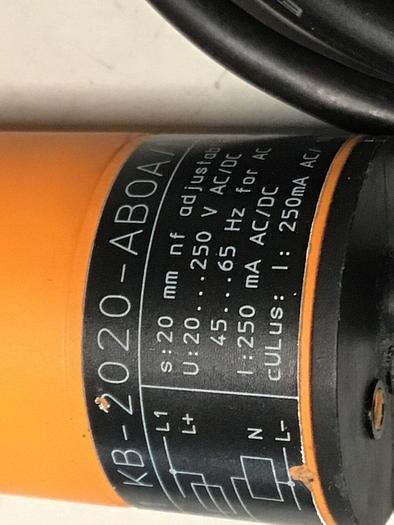 KB-2020-ABOA/
s:20 mm nf adjustab
U:20...250 V AC/DC
45...65 Hz for AC
I:250 mA AC/DC
cULus: I: 250mA AC/
L1
L+
N
L-